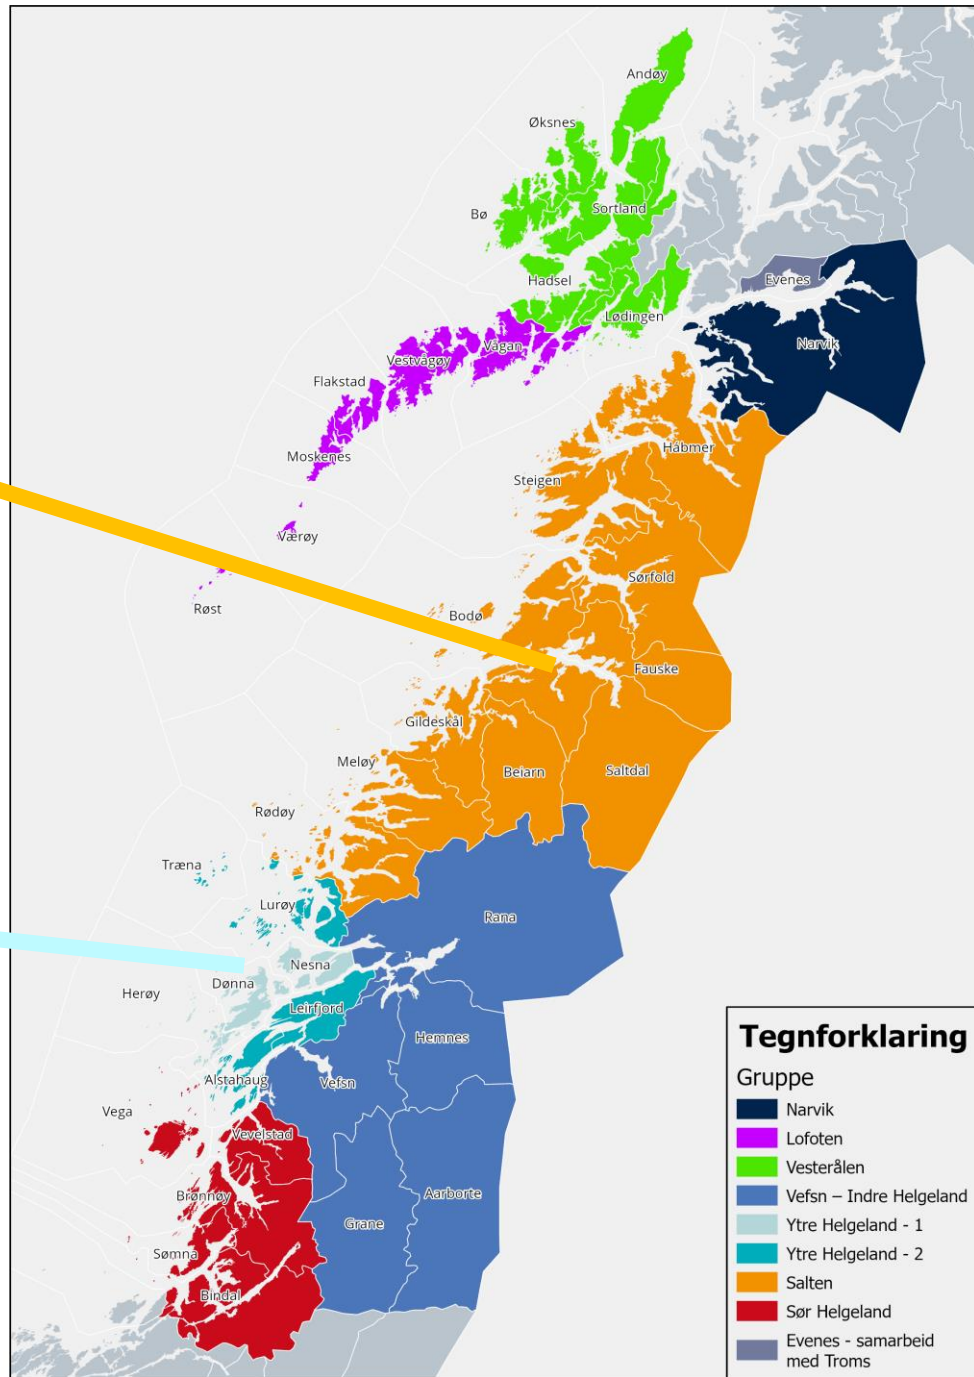 Andøy
Øksnes
Bø
Sortland
Hadsel
Evenes
Lødingen
Narvik
Vågan
Vestvågøy
Flakstad
Hábmer
Moskenes
Steigen
Værøy
Sørfold
Røst
Bodø
Fauske
Gildeskål
Meløy
Beiarn
Saltdal
Rødøy
Træna
Lurøy
Rana
Nesna
Dønna
Herøy
Leirfjord
Hemnes
Alstahaug
Vefsn
Vega
Vevelstad
Brønnøy
Aarborte
Grane
Sømna
Bindal
Tegnforklaring
Gruppe
Narvik
Lofoten
Vesterålen
Vefsn – Indre Helgeland
Ytre Helgeland - 1
Ytre Helgeland - 2
Salten
Sør Helgeland
Evenes - samarbeid
med Troms